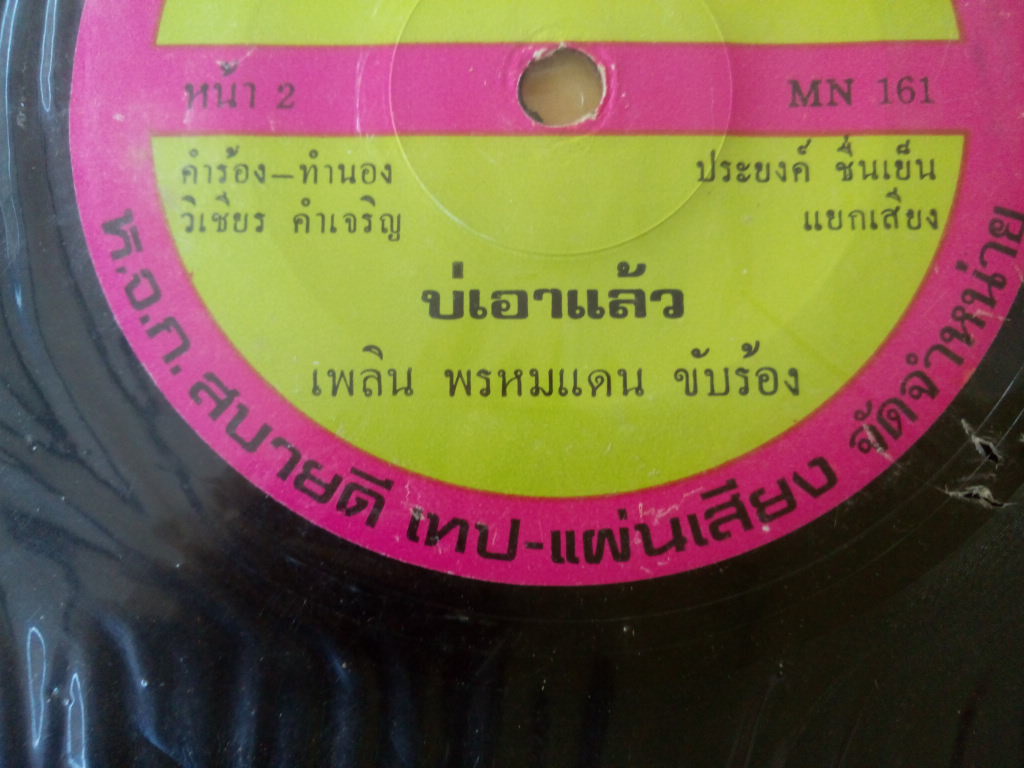 หน้า 2
MN 161
คำร้อง-ทำนอง
วิเชียร คำเจริญ
ประยงค์ ชื่นเย็น
แยกเสียง
บ่เอาแล้ว
เพลิน พรหมแดน ขับร้อง
ห.จ.ก. สบายดี เทป-แผ่นเสียง จัดจำหน่าย